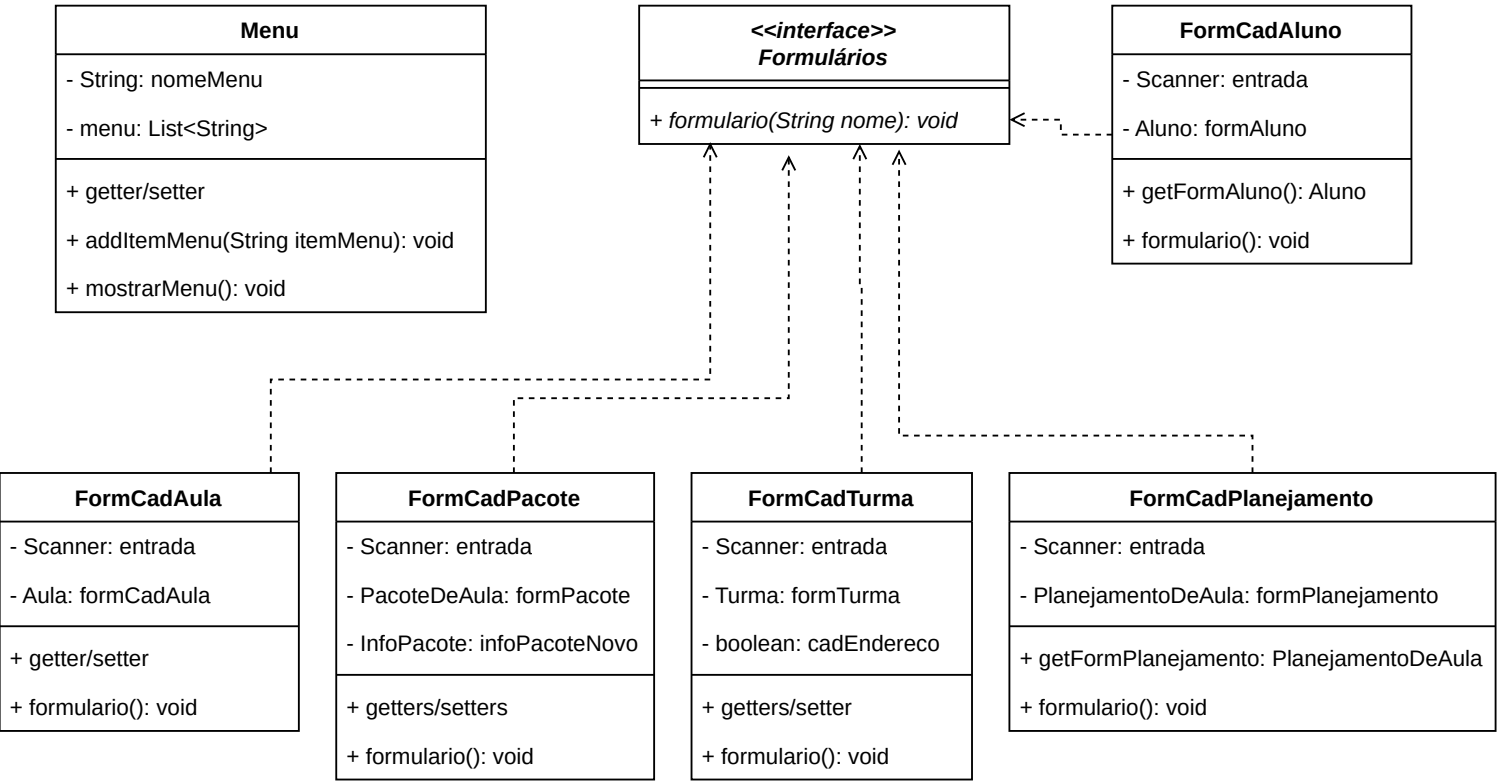 Menu
- String: nomeMenu
- menu: List<String>
+ getter/setter
+ addItemMenu(String itemMenu): void
+ mostrarMenu(): void
<<interface>>
Formulários
+ formulario(String nome): void
FormCadAluno
- Scanner: entrada
- Aluno: formAluno
+ getFormAluno(): Aluno
+ formulario(): void
FormCadAula
- Scanner: entrada
- Aula: formCadAula
+ getter/setter
+ formulario(): void
FormCadPacote
- Scanner: entrada
- PacoteDeAula: formPacote
- InfoPacote: infoPacoteNovo
+ getters/setters
+ formulario(): void
FormCadTurma
- Scanner: entrada
- Turma: formTurma
- boolean: cadEndereco
+ getters/setter
+ formulario(): void
FormCadPlanejamento
- Scanner: entrada
- PlanejamentoDeAula: formPlanejamento
+ getFormPlanejamento: PlanejamentoDeAula
+ formulario(): void